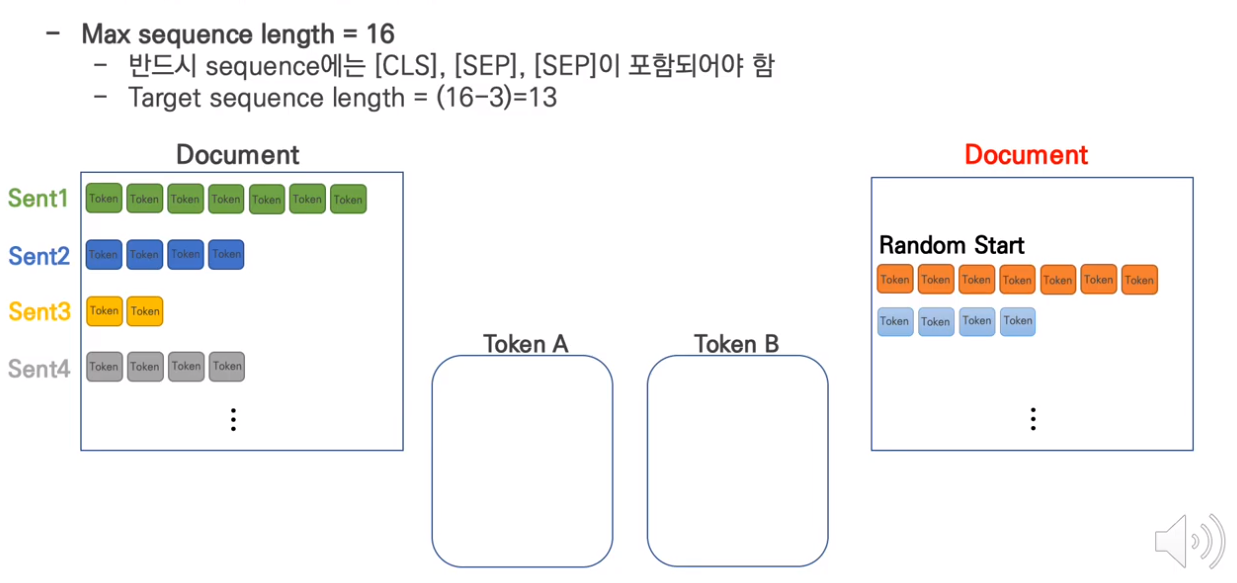 - Max sequence length = 16
- 반드시 sequence에는 [CLS], [SEP], [SEP]이 포함되어야 함
- Target sequence length = (16-3)=13
Document
Document
Sent1 Token Token Token Token Token Token Token
Random Start
Sent2 Token Token Token Token
Token Token Token Token Token Token Token
Sent3 Token Token
Token Token Token Token
Token A
Token B
Sent4 Token Token Token Token
⋮
⋮